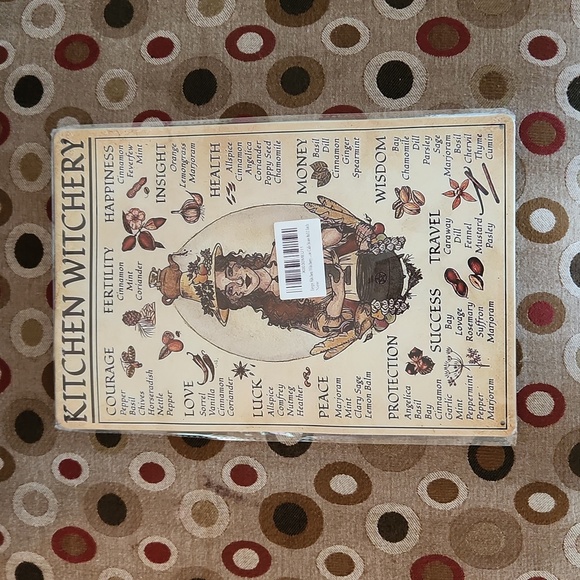 KITCHEN WITCHERY
COURAGE
Pepper
Basil
Chives
Horseradish
Nettle
Pepper
FERTILITY
Cinnamon
Mint
Coriander
HAPPINESS
Cinnamon
Feverfew
Mint
INSIGHT
Orange
Lemongrass
Marjoram
LOVE
Sorrel
Vanilla
Cinnamon
Coriander
HEALTH
Allspice
Cinnamon
Angelica
Coriander
Poppy Seed
Chamomile
LUCK
Allspice
Comfrey
Nutmeg
Heather
MONEY
Basil
Dill
Cinnamon
Ginger
Spearmint
PEACE
Marjoram
Mint
Clary Sage
Lemon Balm
WISDOM
Bay
Chamomile
Dill
Parsley
Sage
Marjoram
Basil
Chervil
Thyme
Cumin
PROTECTION
Angelica
Basil
Bay
Cinnamon
Garlic
Mint
Peppermint
Pepper
Marjoram
SUCCESS
Bay
Lovage
Rosemary
Suffron
Marjoram
TRAVEL
Caraway
Dill
Fennel
Mustard
Pasley